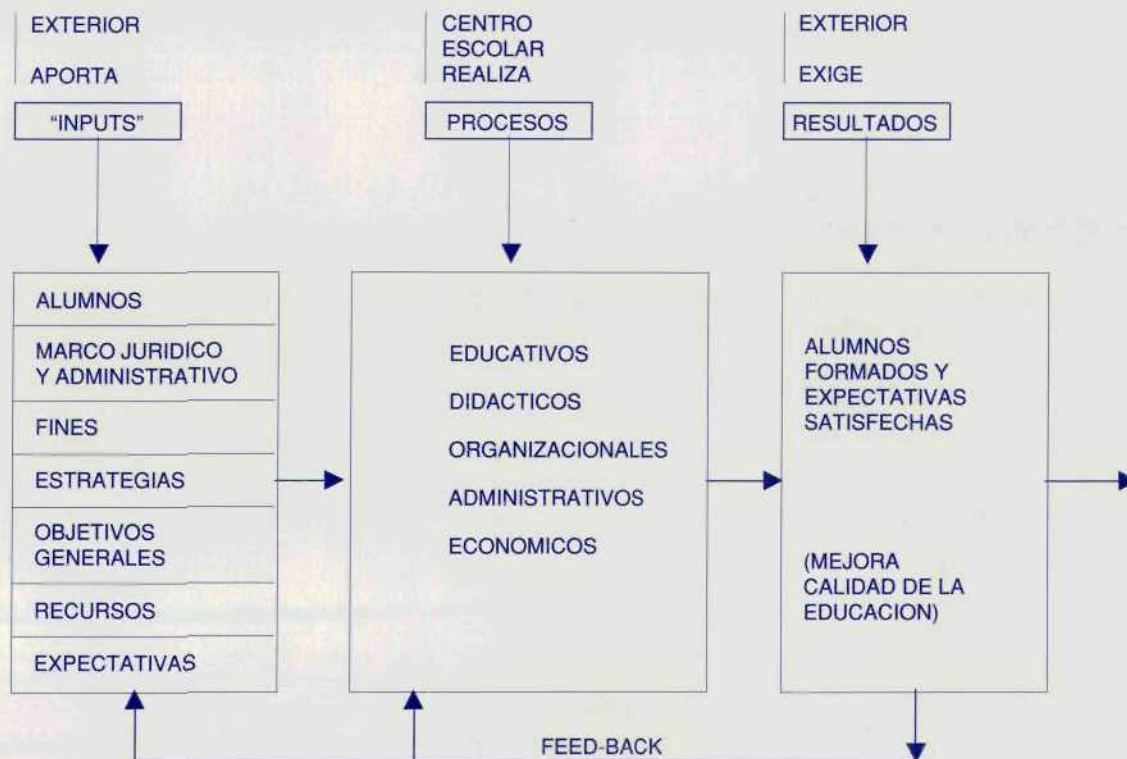 EXTERIOR
APORTA
“INPUTS”
CENTRO
ESCOLAR
REALIZA
PROCESOS
EXTERIOR
EXIGE
RESULTADOS
ALUMNOS
MARCO JURIDICO
Y ADMINISTRATIVO
FINES
ESTRATEGIAS
OBJETIVOS
GENERALES
RECURSOS
EXPECTATIVAS
EDUCATIVOS
DIDACTICOS
ORGANIZACIONALES
ADMINISTRATIVOS
ECONOMICOS
ALUMNOS
FORMADOS Y
EXPECTATIVAS
SATISFECHAS
(MEJORA
CALIDAD DE LA
EDUCACION)
FEED-BACK